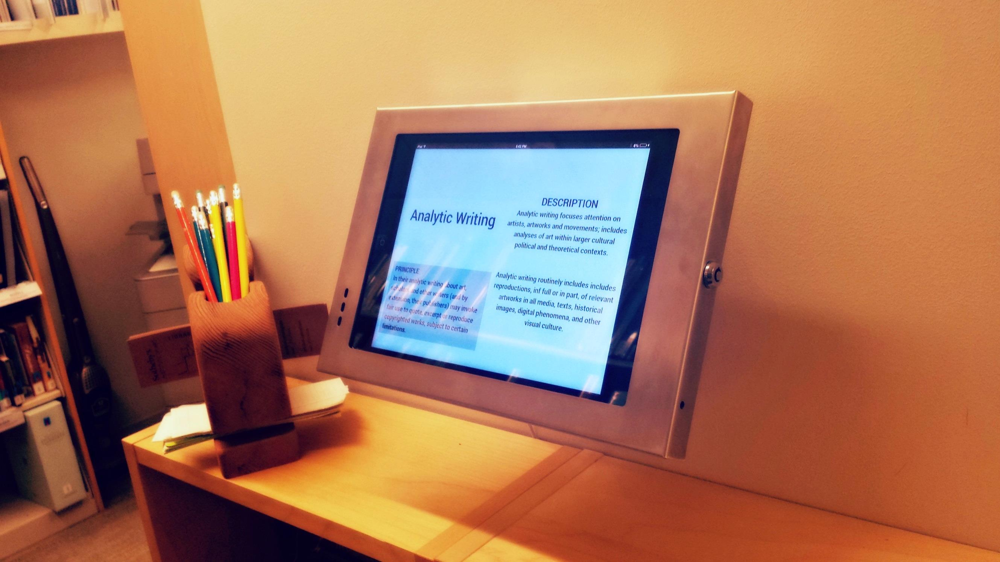 iPad
5:42 PM
6%
Analytic Writing
DESCRIPTION
Analytic writing focuses attention on
artists, artworks and movements; includes
analyses of art within larger cultural
political and theoretical contexts.
PRINCIPLE
In their analytic writing about art,
scholars and other writers (and by
extension, their publishers) may invoke
fair use to quote, excerpt or reproduce
copyrighted works, subject to certain
limitations.
Analytic writing routinely includes includes
reproductions, inf full or in part, of relevant
artworks in all media, texts, historical
images, digital phenomena, and other
visual culture.